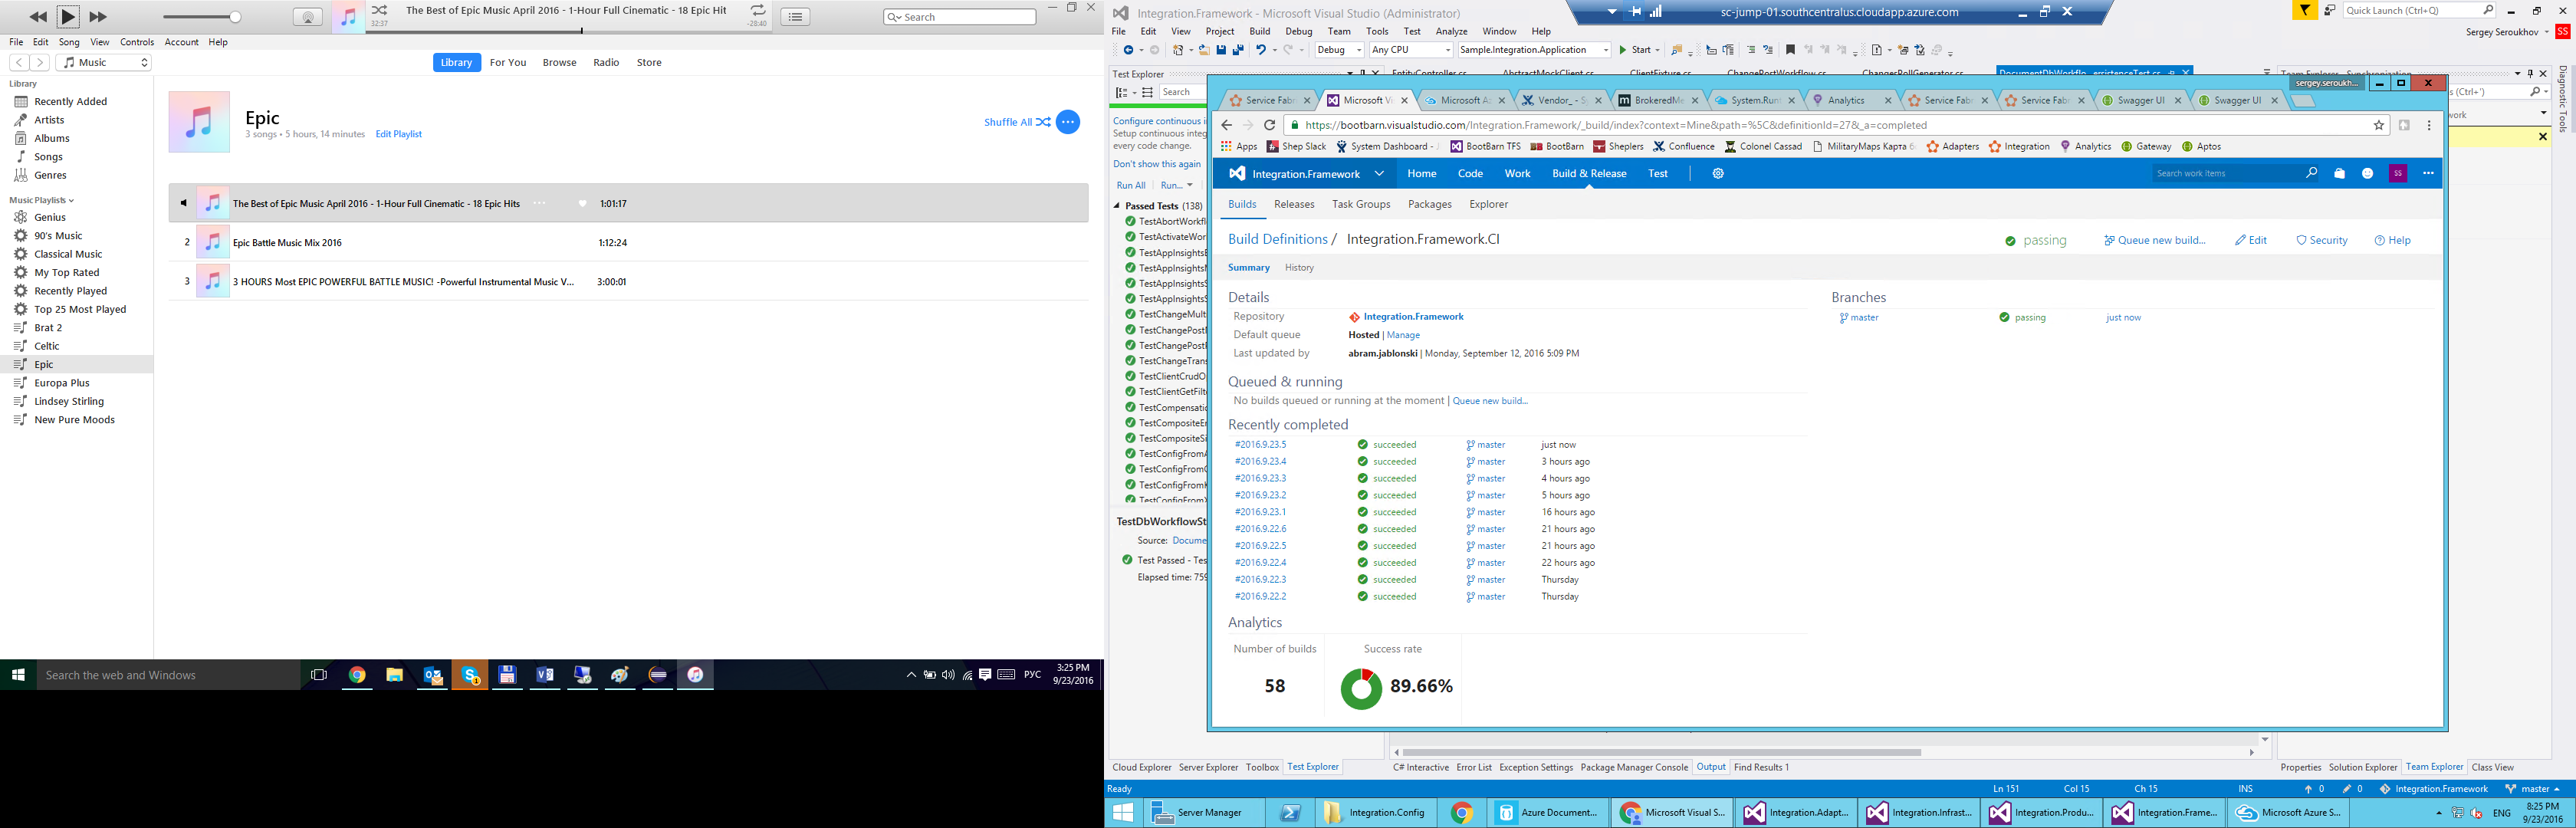 The Best of Epic Music April 2016 - 1-Hour Full Cinematic - 18 Epic Hit
32:37
-28:40
Search
File Edit Song View Controls Account Help
Music
Library For You Browse Radio Store
Library
Recently Added
Artists
Albums
Songs
Genres
Music Playlists
Genius
90's Music
Classical Music
My Top Rated
Recently Played
Top 25 Most Played
Brat 2
Celtic
Epic
Europa Plus
Lindsey Stirling
New Pure Moods
Epic
3 songs • 5 hours, 14 minutes Edit Playlist
Shuffle All
The Best of Epic Music April 2016 - 1-Hour Full Cinematic - 18 Epic Hits 1:01:17
2 Epic Battle Music Mix 2016 1:12:24
3 3 HOURS Most EPIC POWERFUL BATTLE MUSIC! -Powerful Instrumental Music V... 3:00:01
Search the web and Windows
РУС
3:25 PM
9/23/2016
Integration.Framework - Microsoft Visual Studio (Administrator)
sc-jump-01.southcentralus.cloudapp.azure.com
Quick Launch (Ctrl+Q)
File Edit View Project Build Debug Team Tools Test Analyze Window Help
Sergey Seroukhov SS
Debug Any CPU Sample.Integration.Application Start
Test Explorer
Search
Configure continuous i
Setup continuous integ
every code change.
Don't show this again
Run All Run...
Passed Tests (138)
TestAbortWorkfl
TestActivateWor
TestAppInsightsE
TestAppInsights
TestAppInsightsS
TestAppInsightsS
TestChangeMult
TestChangePostI
TestChangePostI
TestChangeTrans
TestClientCrudO
TestClientGetFilt
TestCompensatio
TestCompositeEr
TestCompositeSi
TestConfigFromA
TestConfigFromC
TestConfigFromK
TestDbWorkflowSt
Source: Docume
Test Passed - Tes
Elapsed time: 759
sergey.seroukh...
Service Fabr Microsoft Vi Microsoft Az Vendor_ - Sp BrokeredMe System.Runt Analytics Service Fabr Service Fabr Swagger UI Swagger UI
https://bootbarn.visualstudio.com/Integration.Framework/_build/index?context=Mine&path=%5C&definitionId=27&_a=completed
Apps Shep Slack System Dashboard - J BootBarn TFS BootBarn Sheplers Confluence Colonel Cassad MilitaryMaps Карта б Adapters Integration Analytics Gateway Aptos
Integration.Framework Home Code Work Build & Release Test
Search work items
SS
Builds Releases Task Groups Packages Explorer
Build Definitions / Integration.Framework.CI
passing Queue new build... Edit Security Help
Summary History
Details
Repository Integration.Framework
Default queue Hosted | Manage
Last updated by abram.jablonski | Monday, September 12, 2016 5:09 PM
Branches
master passing just now
Queued & running
No builds queued or running at the moment | Queue new build...
Recently completed
#2016.9.23.5 succeeded master just now
#2016.9.23.4 succeeded master 3 hours ago
#2016.9.23.3 succeeded master 4 hours ago
#2016.9.23.2 succeeded master 5 hours ago
#2016.9.23.1 succeeded master 16 hours ago
#2016.9.22.6 succeeded master 21 hours ago
#2016.9.22.5 succeeded master 21 hours ago
#2016.9.22.4 succeeded master 22 hours ago
#2016.9.22.3 succeeded master Thursday
#2016.9.22.2 succeeded master Thursday
Analytics
Number of builds Success rate
58 89.66%
Diagnostic Tools
Cloud Explorer Server Explorer Toolbox Test Explorer
C# Interactive Error List Exception Settings Package Manager Console Output Find Results 1
Properties Solution Explorer Team Explorer Class View
Ready
Ln 151 Col 15 Ch 15 INS 0 0 Integration.Framework master
Server Manager Integration.Config Azure Documen... Microsoft Visual S... Integration.Adapt... Integration.Infrast... Integration.Produ... Integration.Frame... Microsoft Azure S...
ENG
8:25 PM
9/23/2016